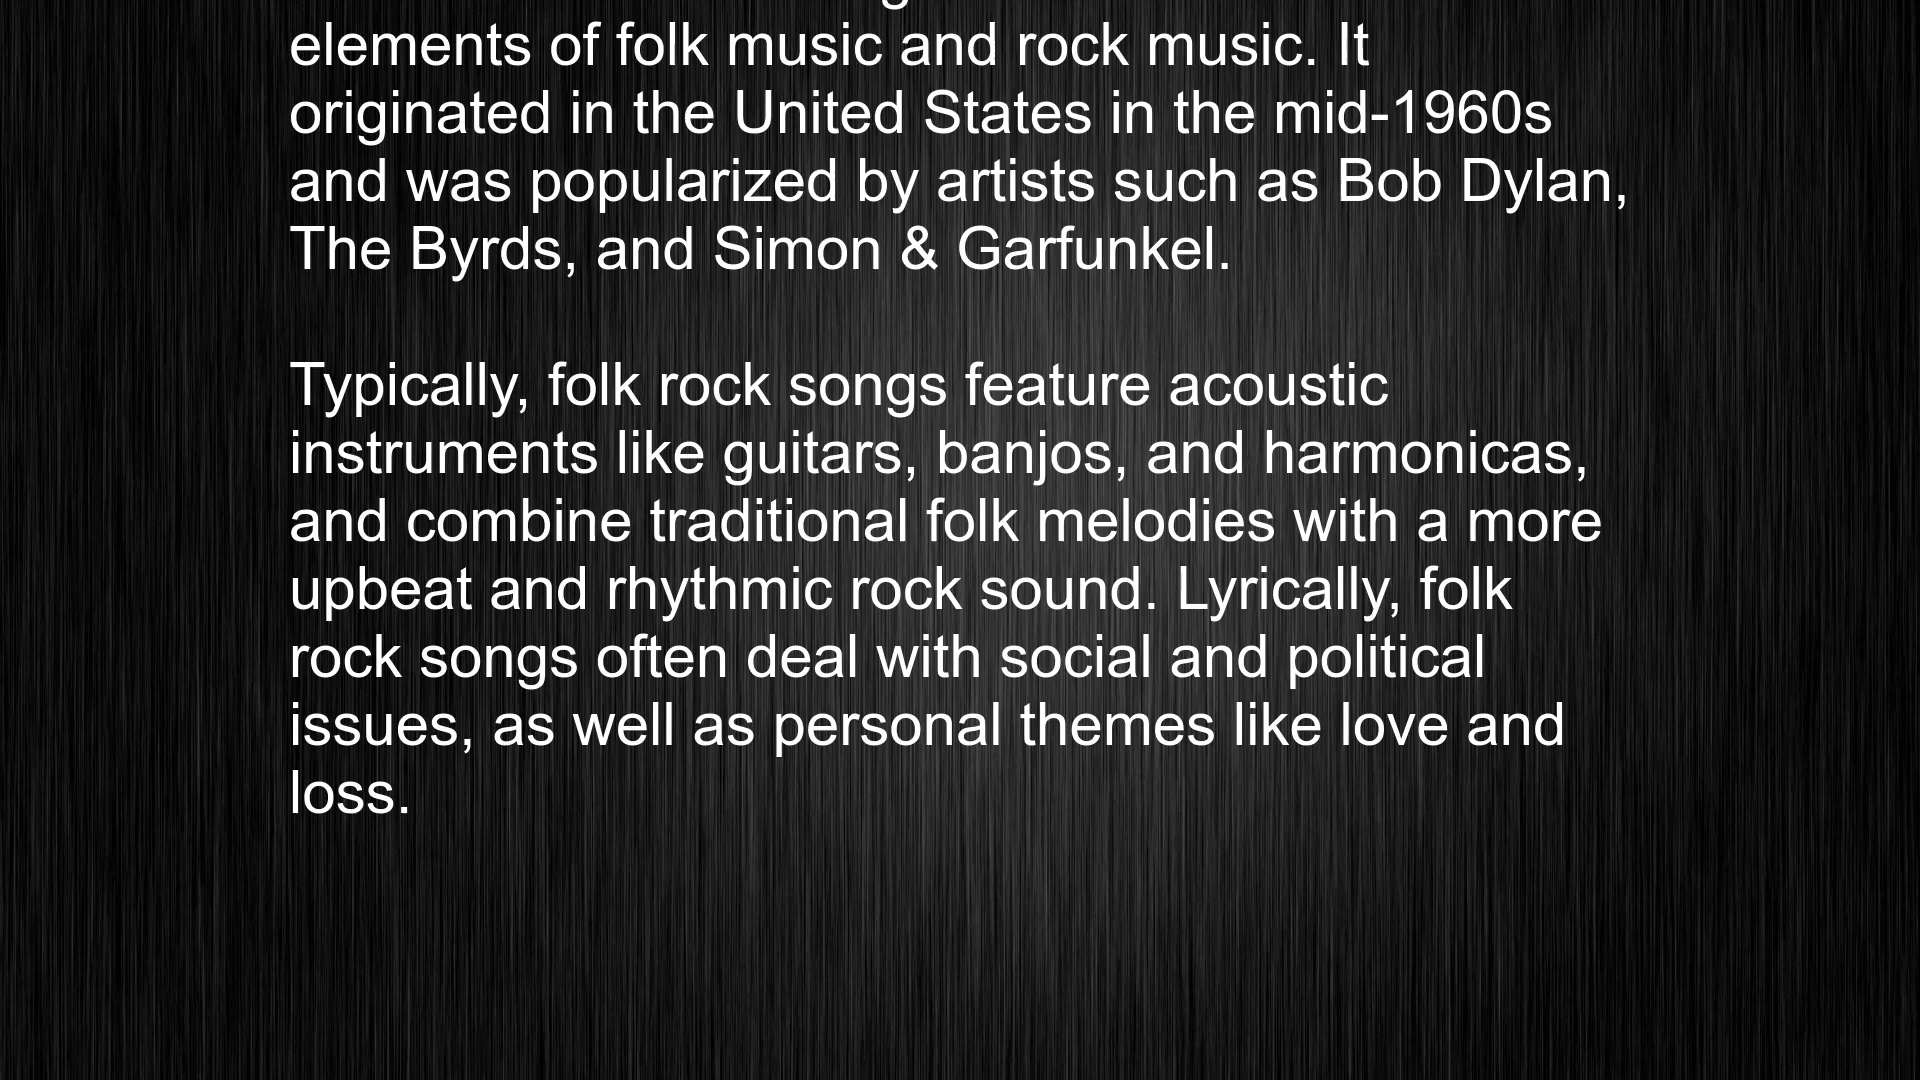 elements of folk music and rock music. It
originated in the United States in the mid-1960s
and was popularized by artists such as Bob Dylan,
The Byrds, and Simon & Garfunkel.
Typically, folk rock songs feature acoustic
instruments like guitars, banjos, and harmonicas,
and combine traditional folk melodies with a more
upbeat and rhythmic rock sound. Lyrically, folk
rock songs often deal with social and political
issues, as well as personal themes like love and
loss.